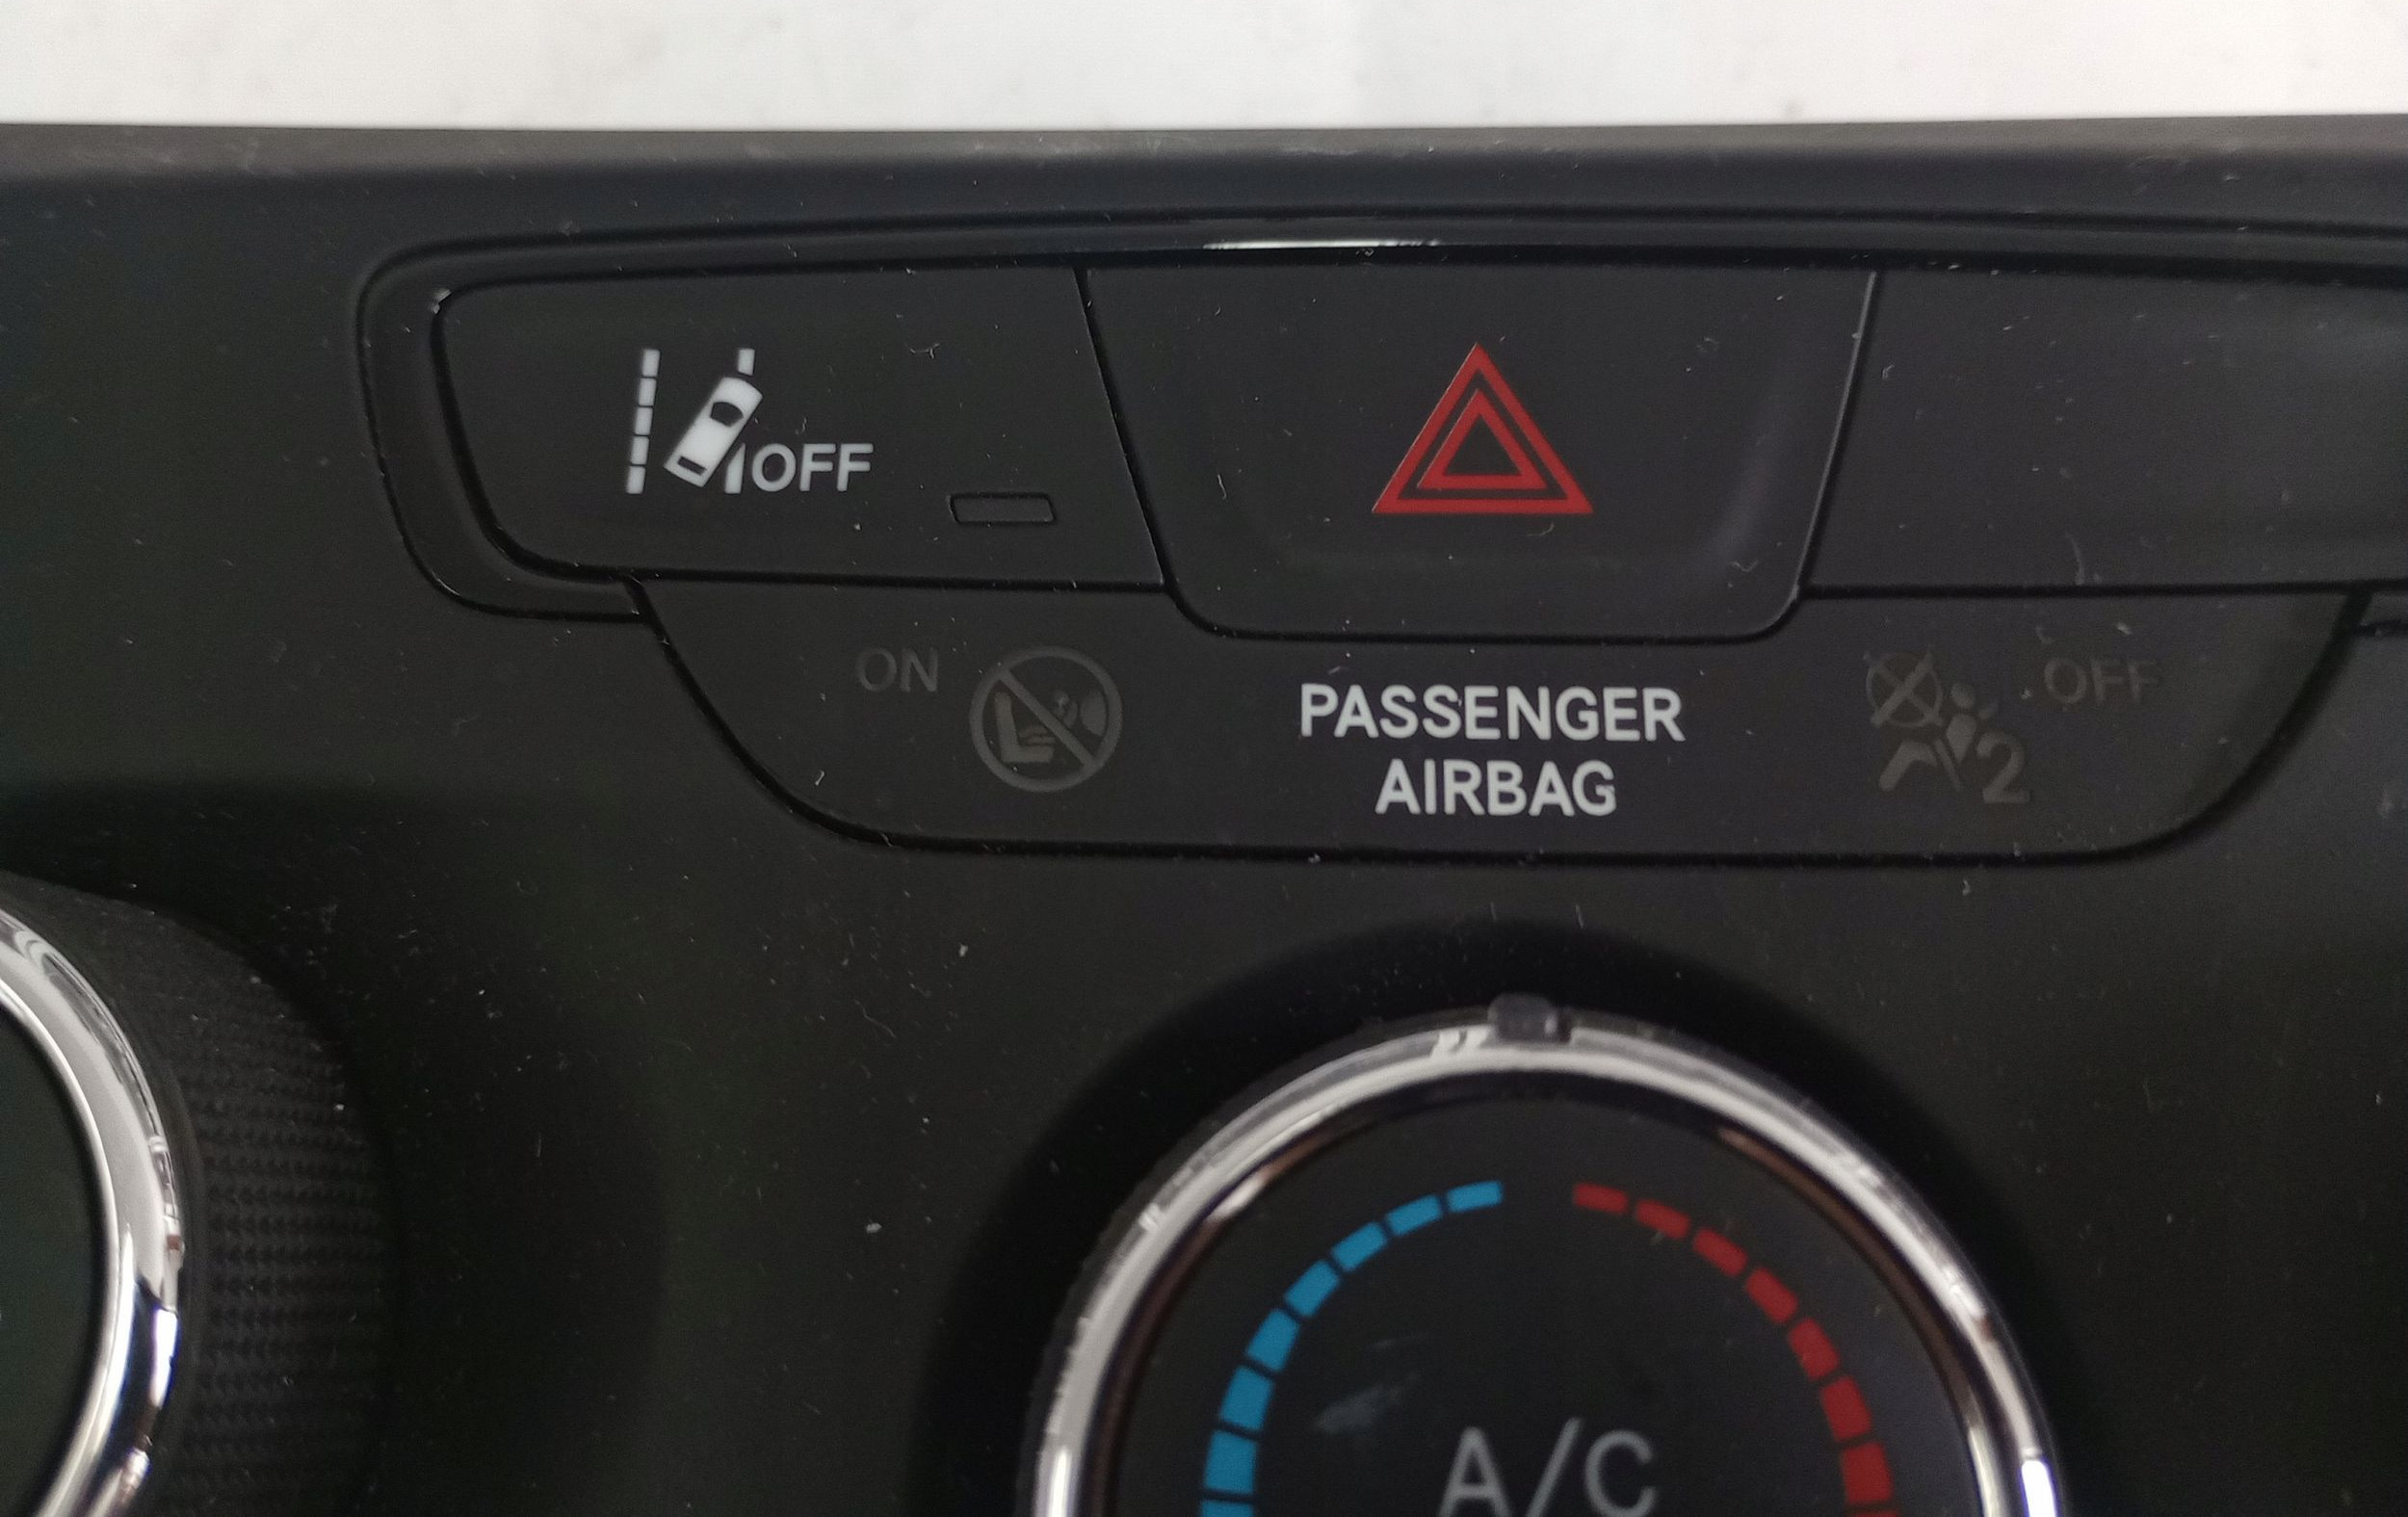 OFF
ON
PASSENGER
AIRBAG
OFF
2
A/C